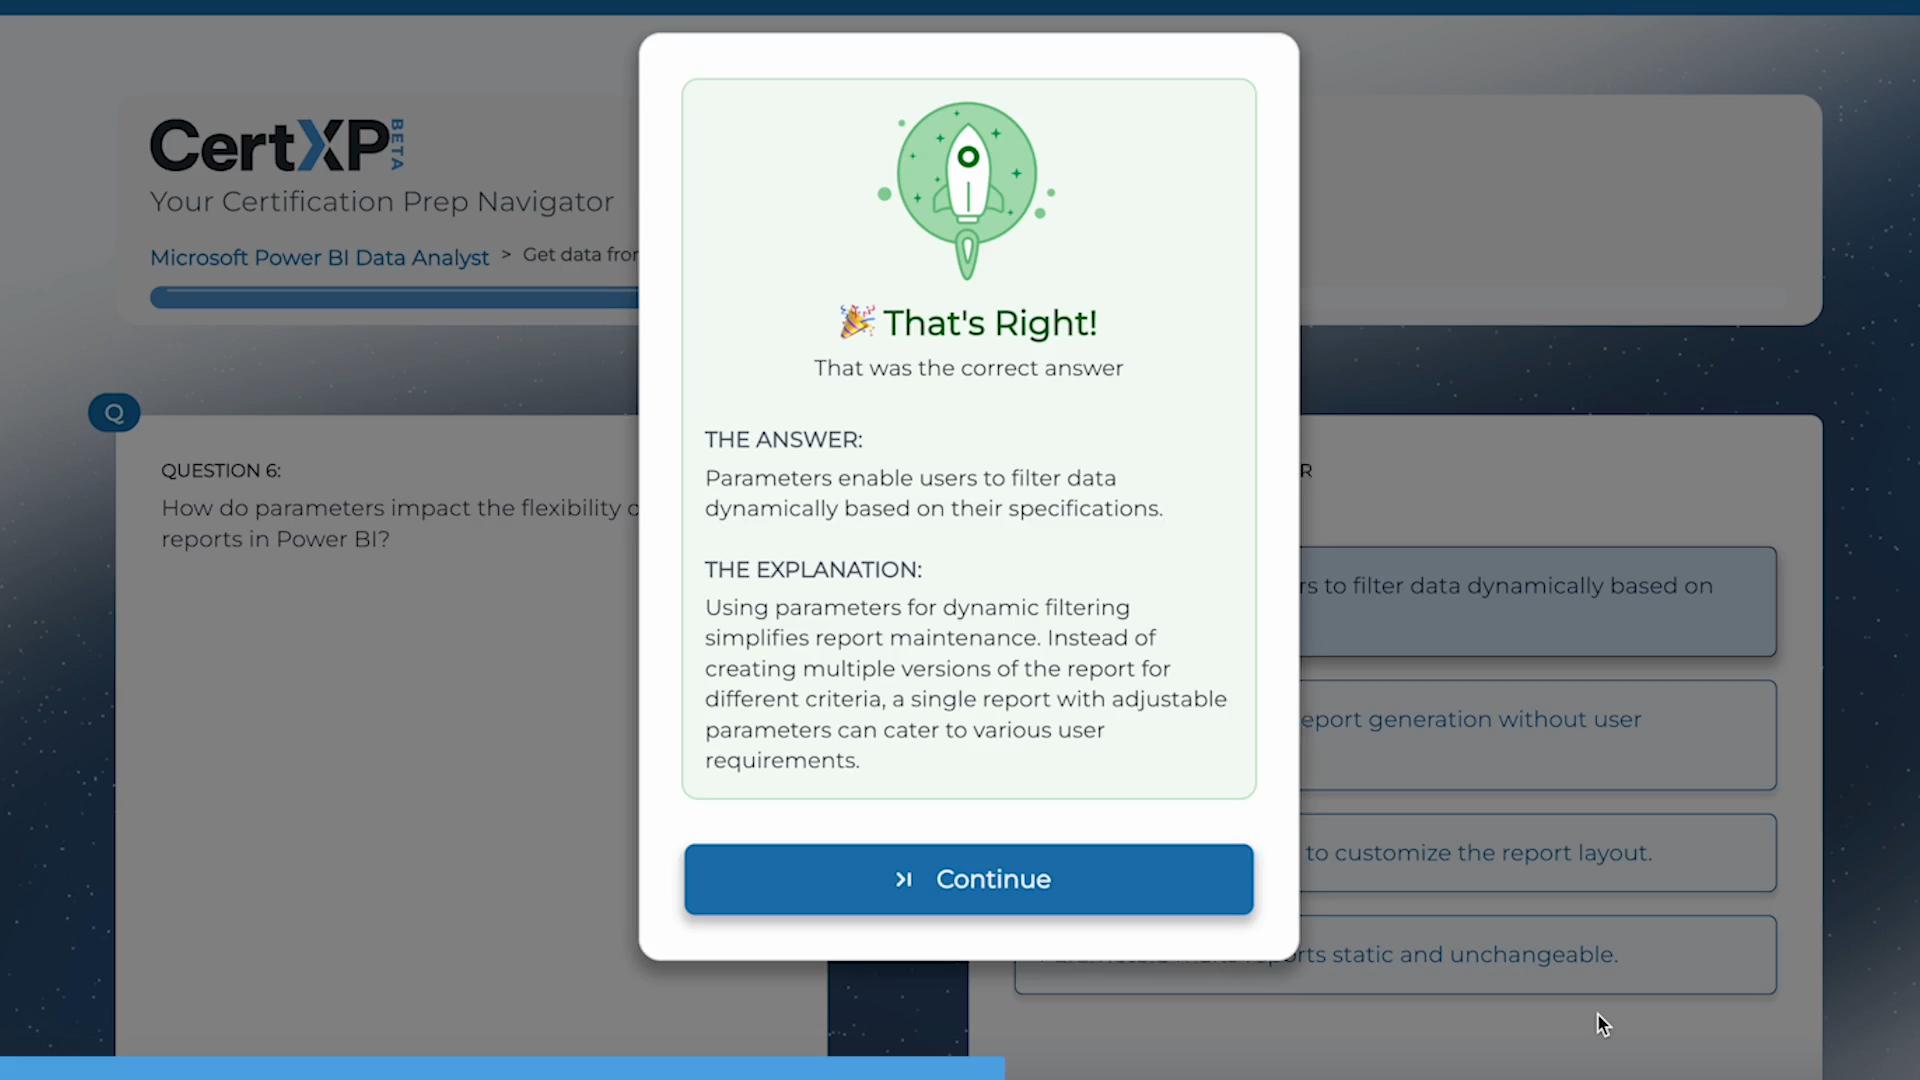 CertXP BETA
Your Certification Prep Navigator
Microsoft Power BI Data Analyst > Get data
Q
QUESTION 6:
How do parameters impact the flexibility
reports in Power BI?
That's Right!
That was the correct answer
THE ANSWER:
Parameters enable users to filter data
dynamically based on their specifications.
THE EXPLANATION:
Using parameters for dynamic filtering
simplifies report maintenance. Instead of
creating multiple versions of the report for
different criteria, a single report with adjustable
parameters can cater to various user
requirements.
Continue
to filter data dynamically based on
generation without user
to customize the report layout.
static and unchangeable.